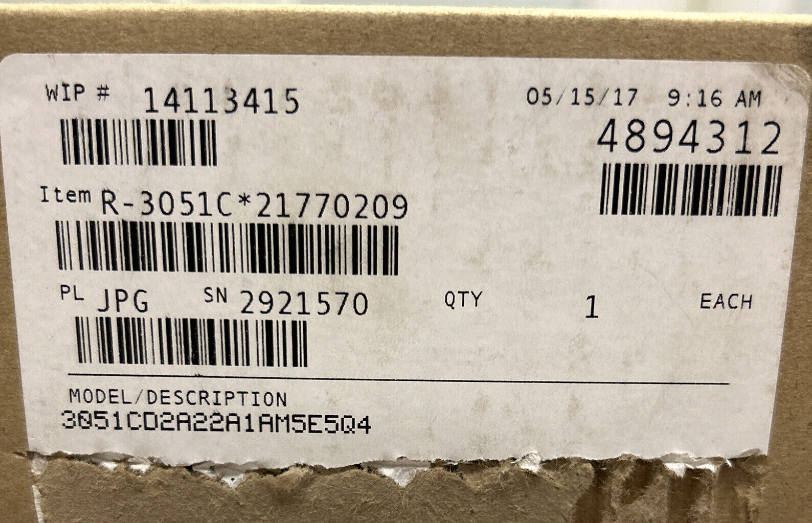 WIP # 14113415
05/15/17 9:16 AM
4894312
Item R-3051C*21770209
PL JPG SN 2921570 QTY 1 EACH
MODEL/DESCRIPTION
3051CD2A22A1AM5E5Q4